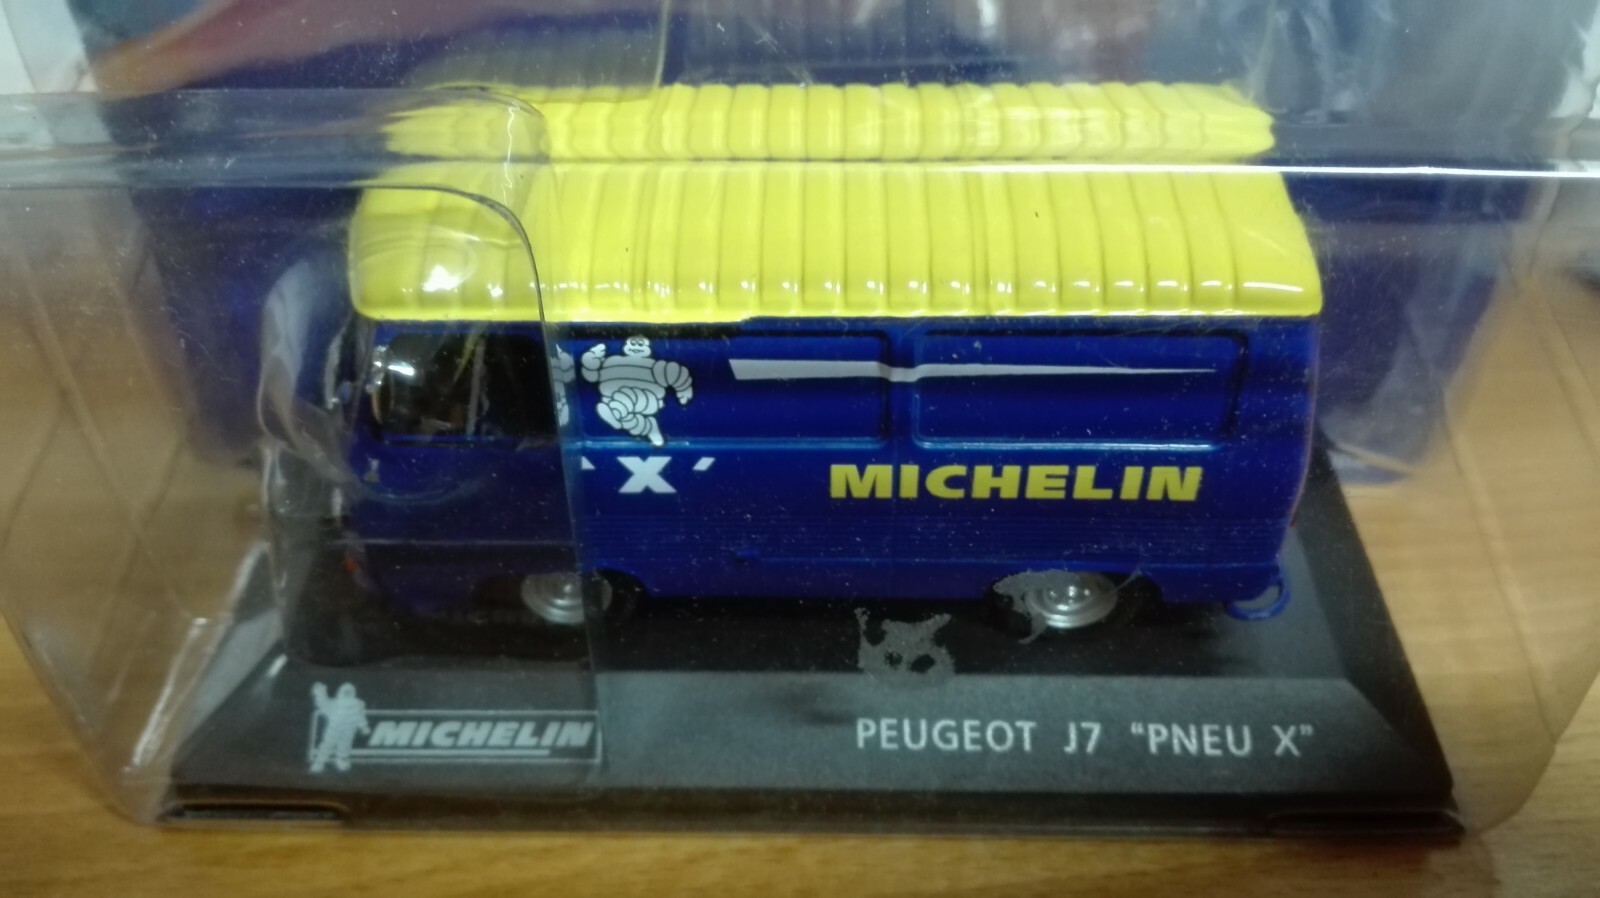 ‘X’
MICHELIN
MICHELIN
PEUGEOT J7 “PNEU X”